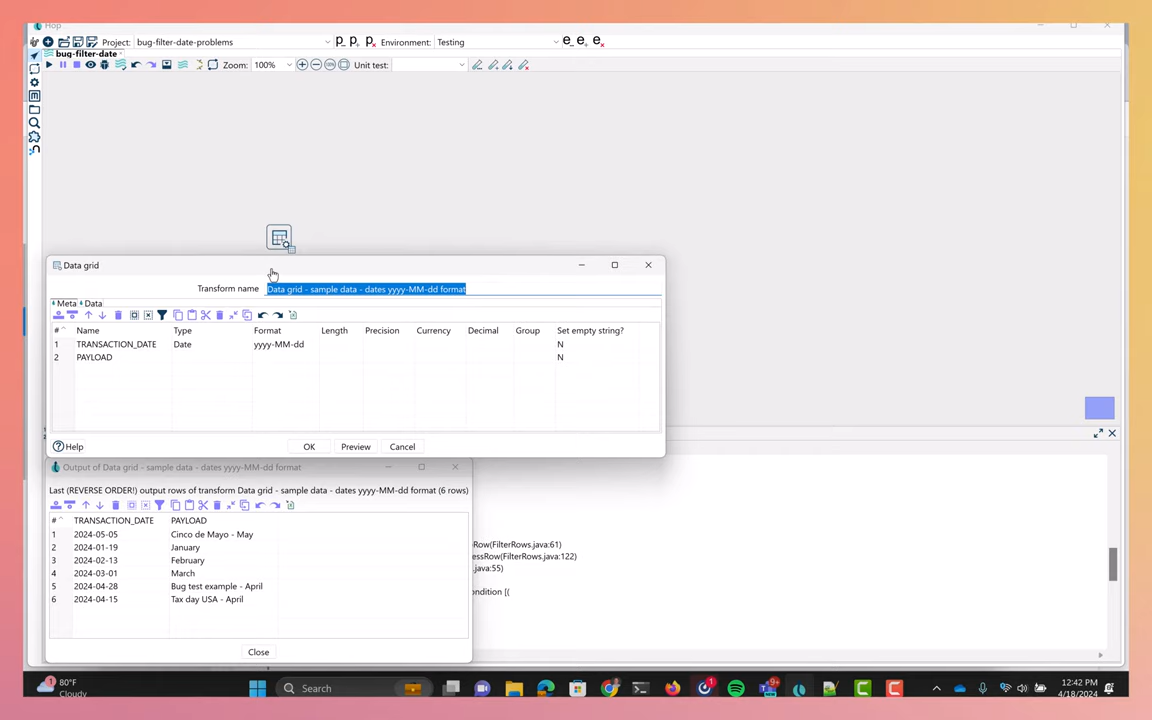 Hop
Project: bug-filter-date-problems Environment: Testing
bug-filter-date
Zoom: 100% Unit test:
Data grid
Transform name Data grid - sample data - dates yyyy-MM-dd format
Meta Data
# Name Type Format Length Precision Currency Decimal Group Set empty string?
1 TRANSACTION_DATE Date yyyy-MM-dd N
2 PAYLOAD N
Help OK Preview Cancel
Output of Data grid - sample data - dates yyyy-MM-dd format
Last (REVERSE ORDER!) output rows of transform Data grid - sample data - dates yyyy-MM-dd format (6 rows)
# TRANSACTION_DATE PAYLOAD
1 2024-05-05 Cinco de Mayo - May
2 2024-01-19 January
3 2024-02-13 February
4 2024-03-01 March
5 2024-04-28 Bug test example - April
6 2024-04-15 Tax day USA - April
Close
Row(FilterRows.java:61)
essRow(FilterRows.java:122)
.java:55)
ondition [(
1 80°F
Cloudy
Search
1
9+
12:42 PM
4/18/2024